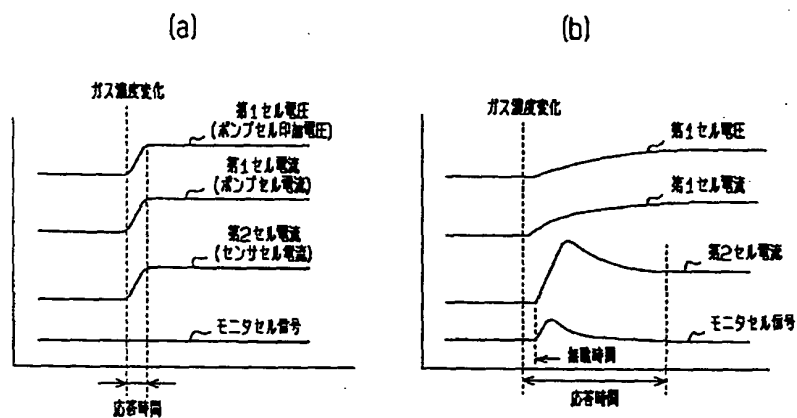 (a)
ガス濃度変化
第1セル電圧
(ポンプセル印加電圧)
第1セル電流
(ポンプセル電流)
第2セル電流
(センサセル電流)
モニタセル信号
応答時間
(b)
ガス濃度変化
第1セル電圧
第1セル電流
第2セル電流
モニタセル信号
無駄時間
応答時間